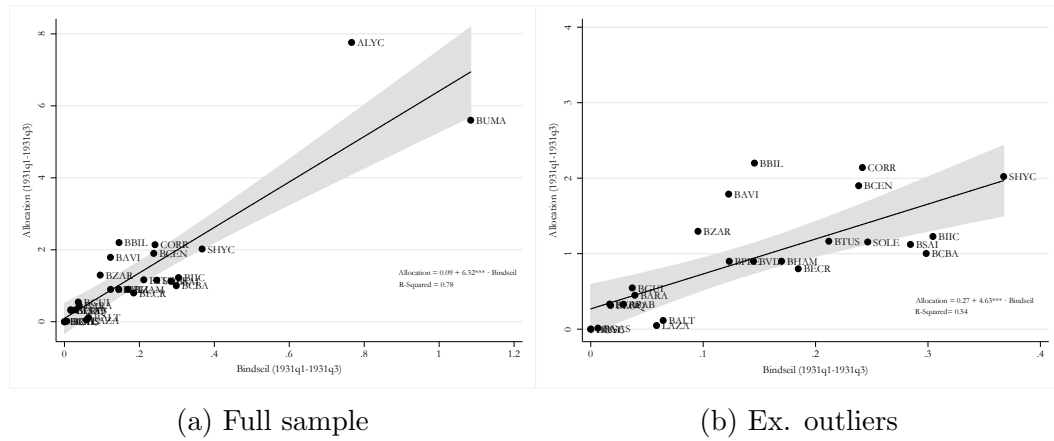 8
6
4
2
0
Allocation (1931q1-1931q3)
ALYC
BUMA
BBIL
CORR
BCEN
SHYC
BAVI
BZAR
BIIC
BCBA
BECR
BGUI
BALT
LAZA
Allocation = 0.09 + 6.32*** · Bindseil
R-Squared = 0.78
0 .2 .4 .6 .8 1 1.2
Bindseil (1931q1-1931q3)
4
3
2
1
0
Allocation (1931q1-1931q3)
BBIL
CORR
BCEN
SHYC
BAVI
BZAR
BIIC
BTUS
SOLE
BSAI
BCBA
BHAM
BECR
BGUI
BARA
BALT
LAZA
Allocation = 0.27 + 4.63*** · Bindseil
R-Squared= 0.54
0 .1 .2 .3 .4
Bindseil (1931q1-1931q3)
(a) Full sample
(b) Ex. outliers